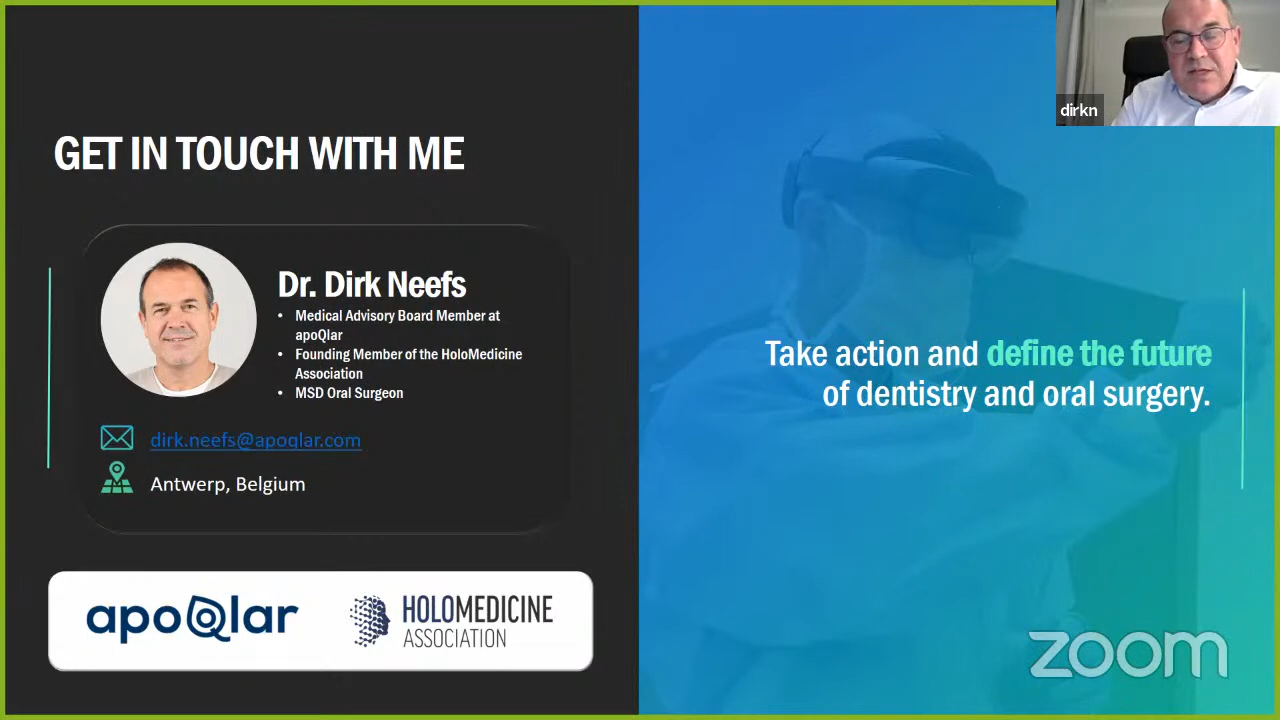 dirkn
GET IN TOUCH WITH ME
Dr. Dirk Neefs
• Medical Advisory Board Member at
apoQlar
• Founding Member of the HoloMedicine
Association
• MSD Oral Surgeon
dirk.neefs@apoqlar.com
Antwerp, Belgium
apoQlar
HOLOMEDICINE
ASSOCIATION
Take action and define the future
of dentistry and oral surgery.
zoom